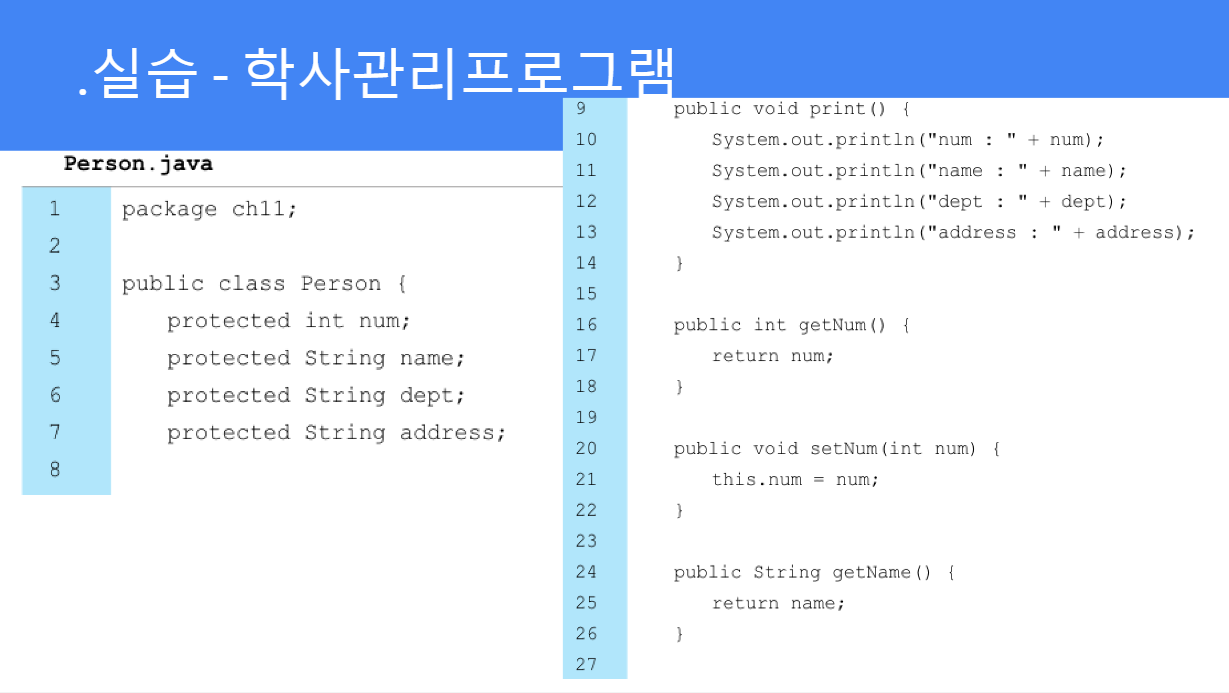 .실습 - 학사관리프로그램
Person.java
1 package ch11;
2
3 public class Person {
4 protected int num;
5 protected String name;
6 protected String dept;
7 protected String address;
8
9 public void print() {
10 System.out.println("num : " + num);
11 System.out.println("name : " + name);
12 System.out.println("dept : " + dept);
13 System.out.println("address : " + address);
14 }
15
16 public int getNum() {
17 return num;
18 }
19
20 public void setNum(int num) {
21 this.num = num;
22 }
23
24 public String getName() {
25 return name;
26 }
27